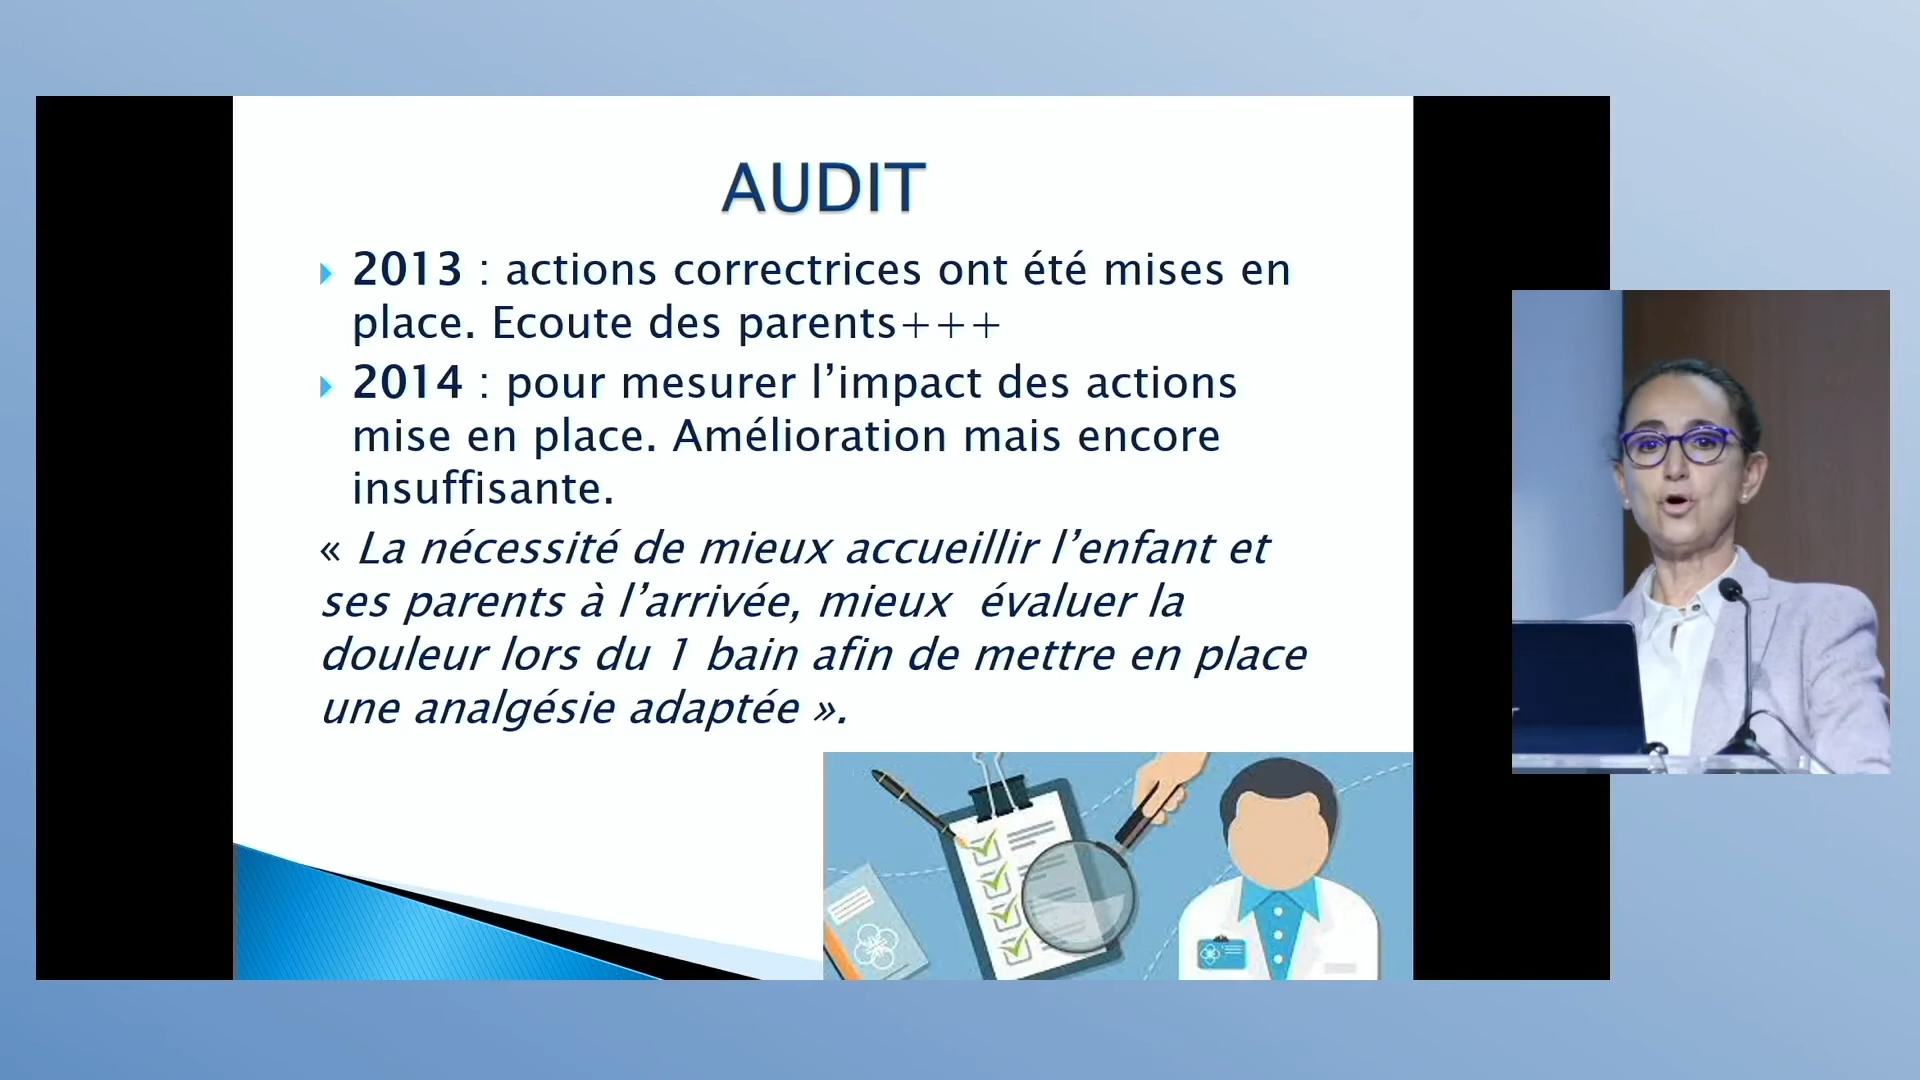 AUDIT
2013 : actions correctrices ont été mises en
place. Ecoute des parents+++
2014 : pour mesurer l’impact des actions
mise en place. Amélioration mais encore
insuffisante.
« La nécessité de mieux accueillir l’enfant et
ses parents à l’arrivée, mieux  évaluer la
douleur lors du 1 bain afin de mettre en place
une analgésie adaptée ».